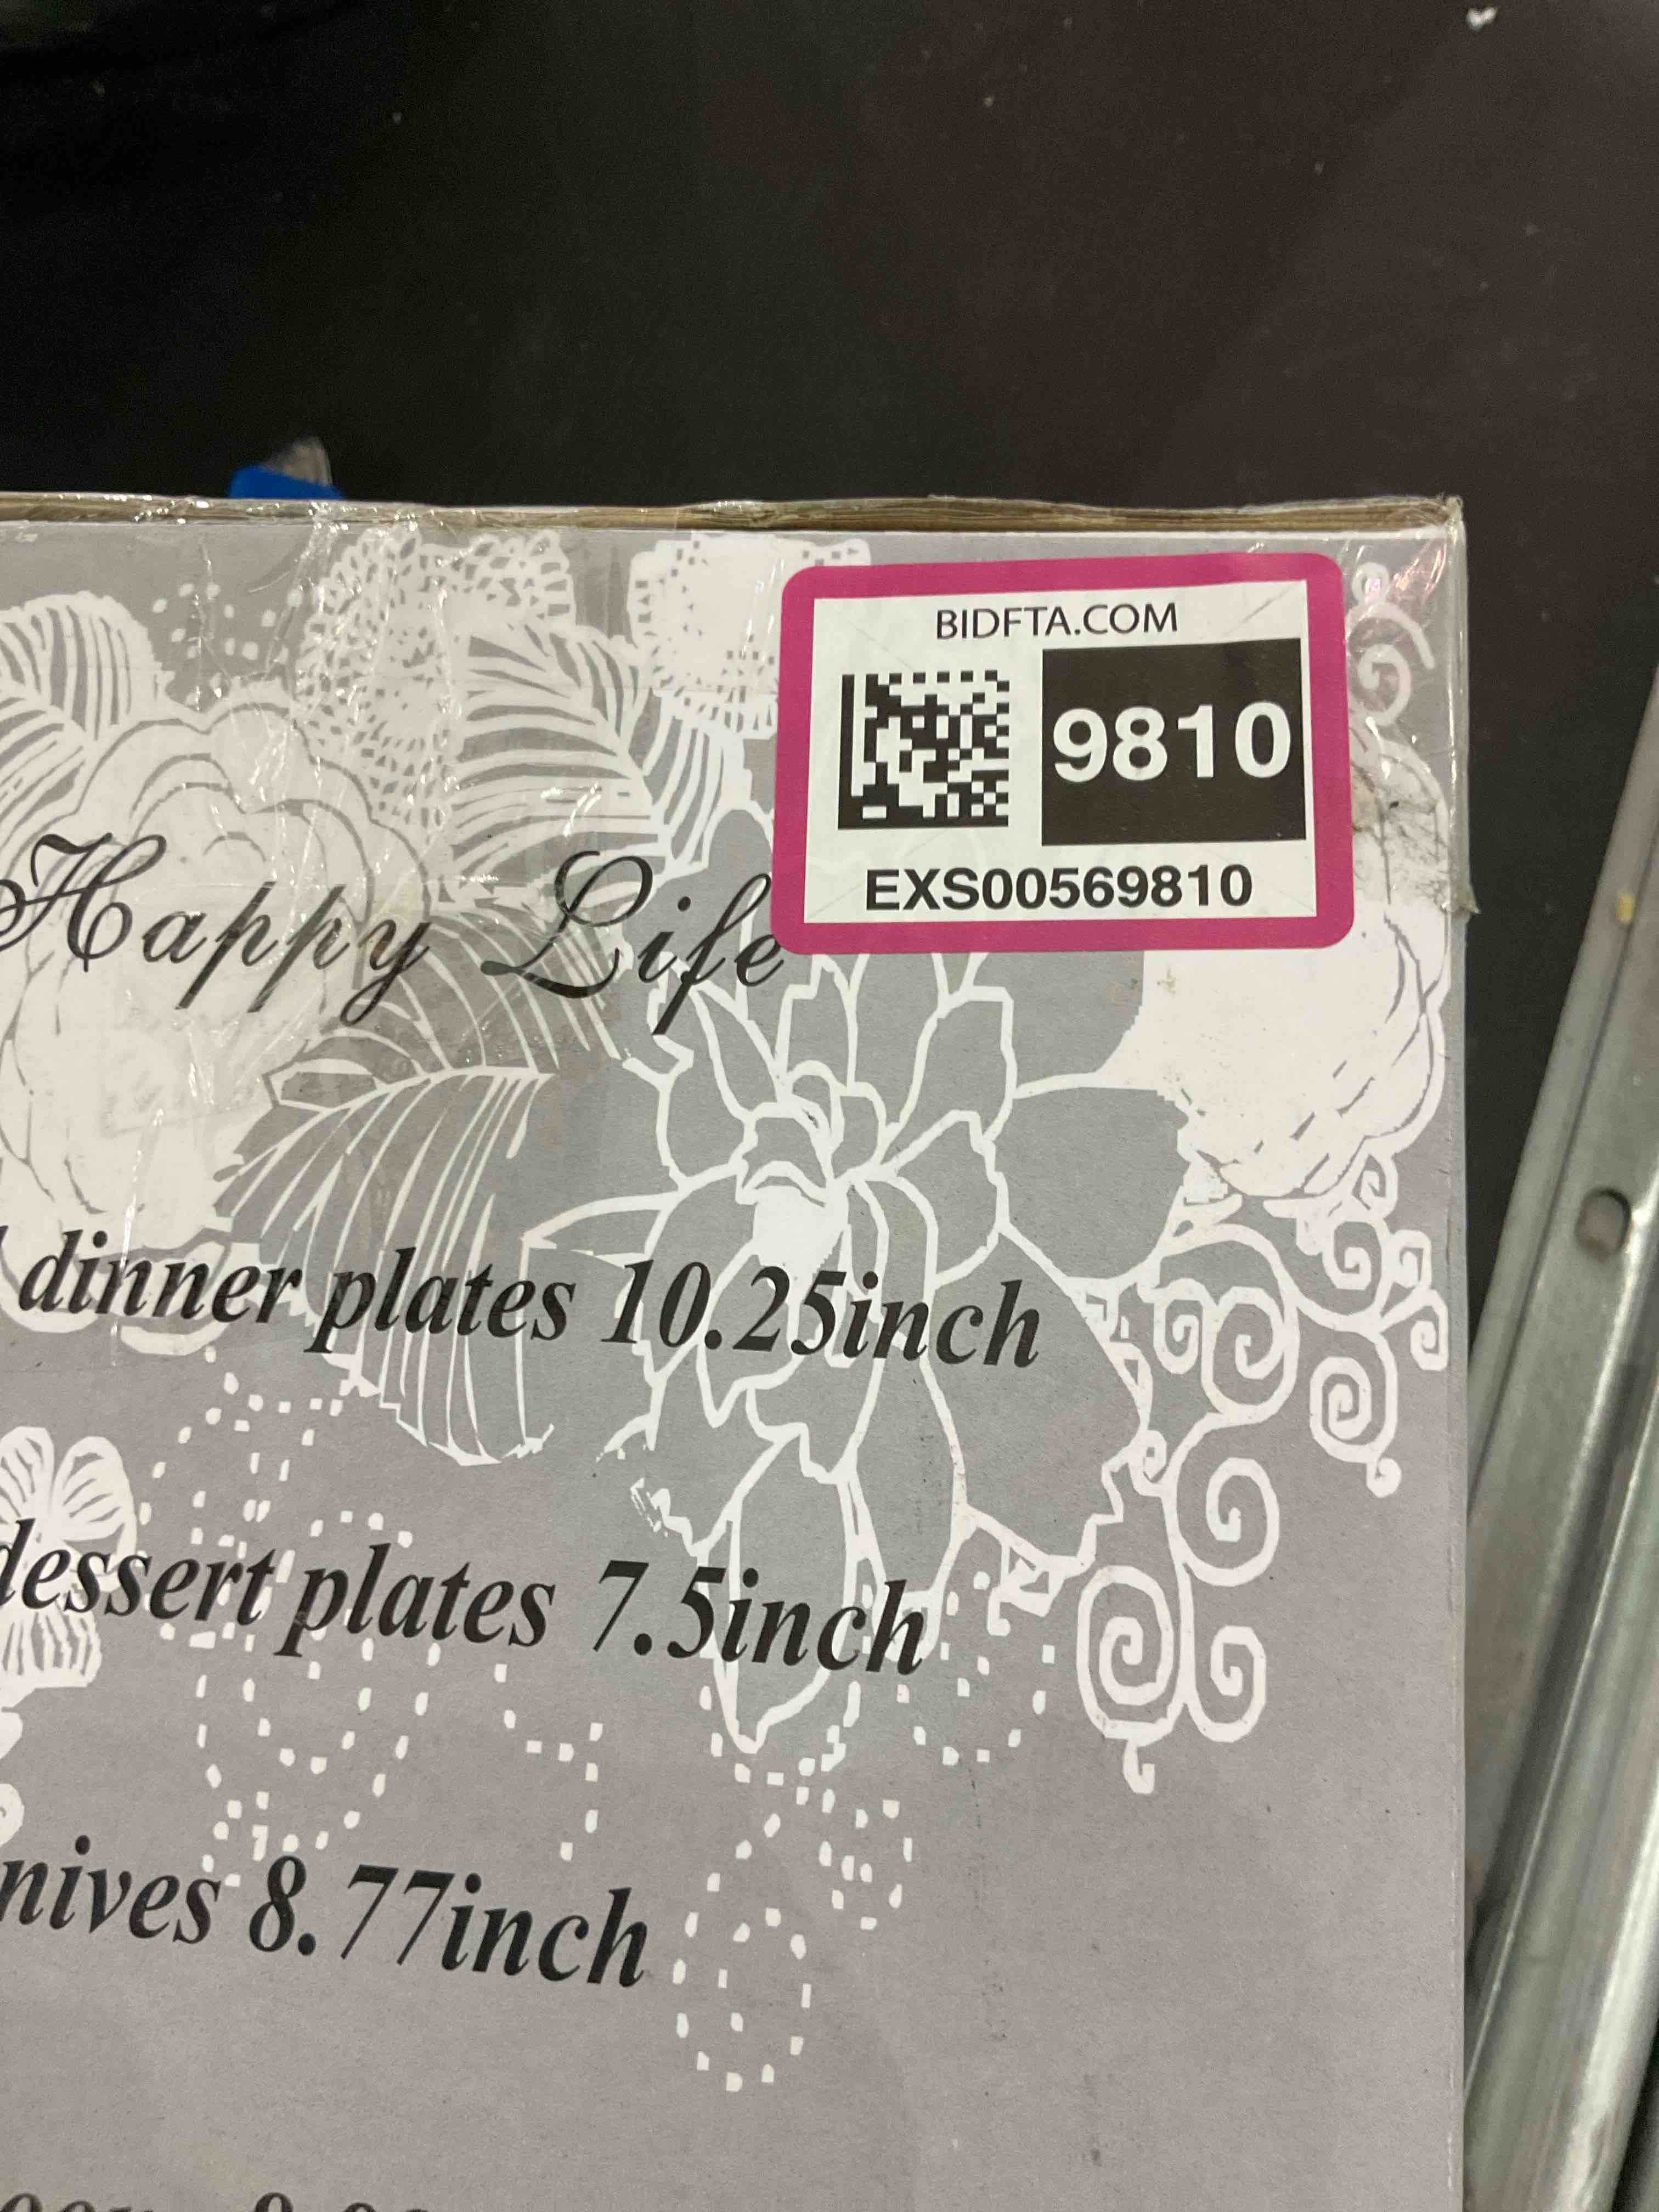 BIDFTA.COM
9810
EXS00569810
Happy Life
dinner plates 10.25inch
dessert plates 7.5inch
nives 8.77inch